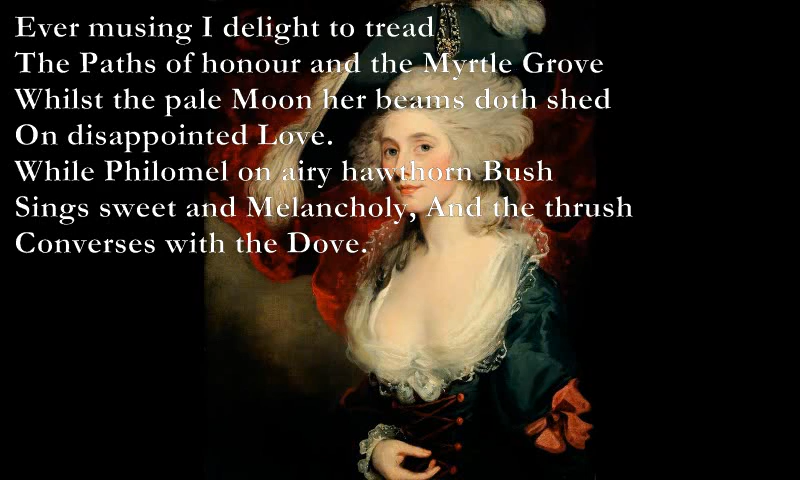 Ever musing I delight to tread
The Paths of honour and the Myrtle Grove
Whilst the pale Moon her beams doth shed
On disappointed Love.
While Philomel on airy hawthorn Bush
Sings sweet and Melancholy, And the thrush
Converses with the Dove.